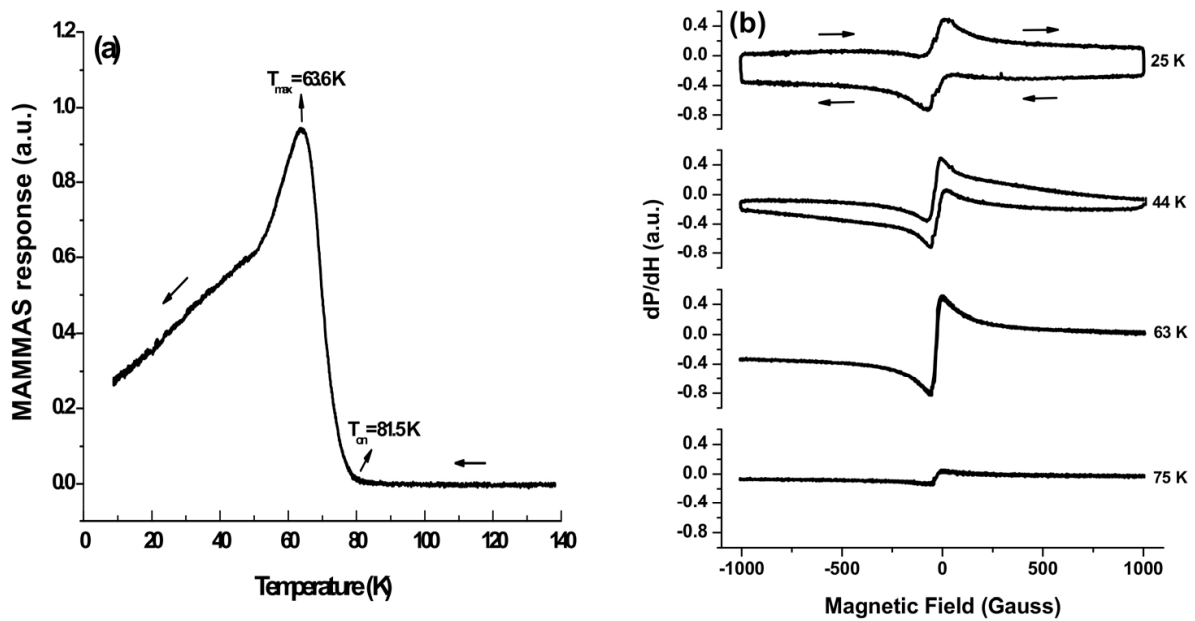 (a)
1.2
1.0
0.8
0.6
0.4
0.2
0.0
MAMMAS response (a.u.)
Tmax=63.6K
Ton=81.5K
0 20 40 60 80 100 120 140
Temperature (K)
(b)
dP/dH (a.u.)
0.4
0.0
-0.4
-0.8
25 K
0.4
0.0
-0.4
-0.8
44 K
0.4
0.0
-0.4
-0.8
63 K
0.4
0.0
-0.4
-0.8
75 K
-1000 -500 0 500 1000
Magnetic Field (Gauss)